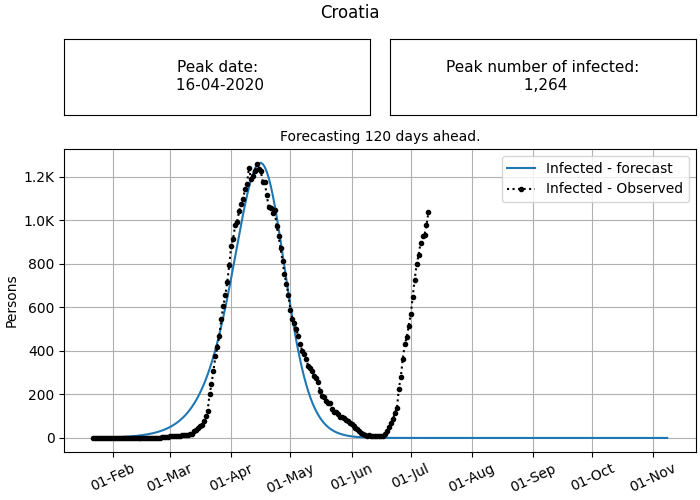 Croatia
Peak date:
16-04-2020
Peak number of infected:
1,264
Forecasting 120 days ahead.
Infected - forecast
Infected - Observed
1.2K
1.0K
800
600
400
200
0
Persons
01-Feb
01-Mar
01-Apr
01-May
01-Jun
01-Jul
01-Aug
01-Sep
01-Oct
01-Nov